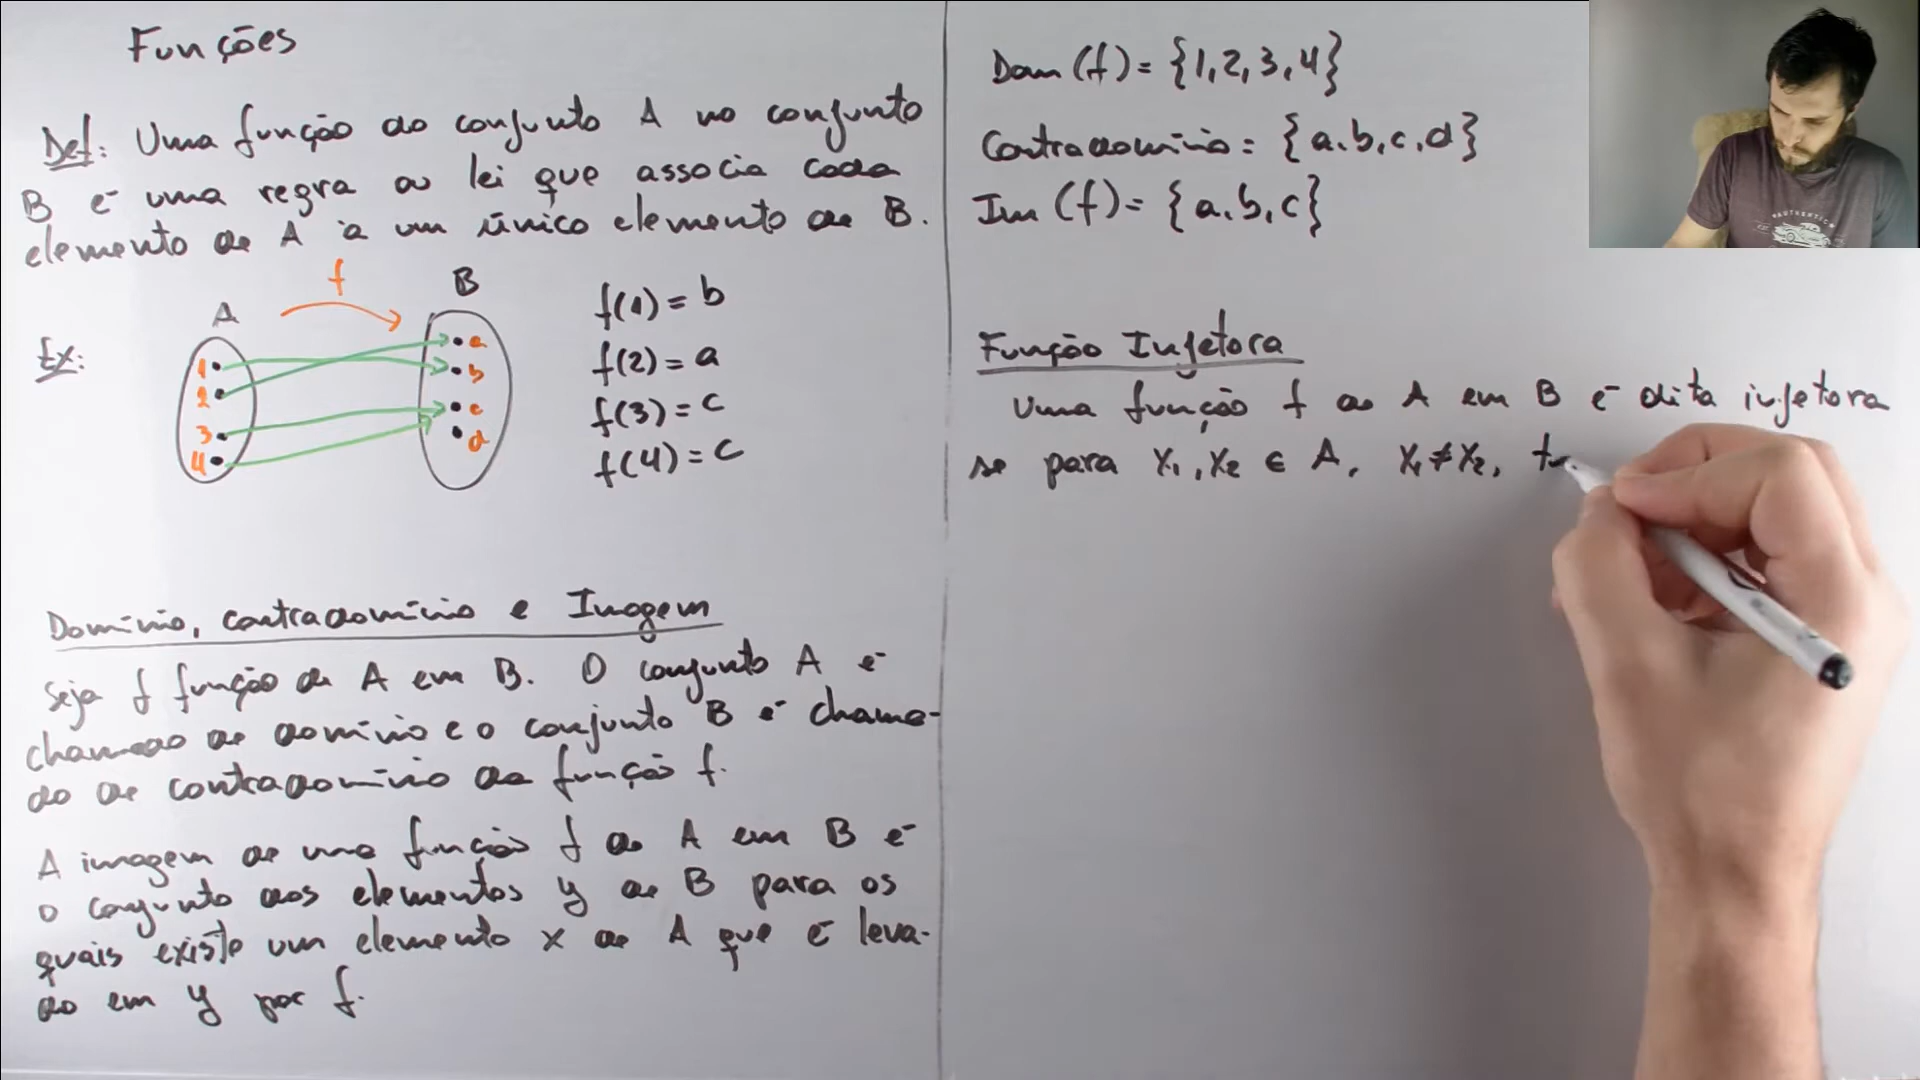 Funções
Def: Uma função do conjunto A no conjunto
B é uma regra ou lei que associa cada
elemento de A a um único elemento de B.
f
A
B
Ex:
1
2
3
4
a
b
c
d
f(1) = b
f(2) = a
f(3) = c
f(4) = c
Domínio, contradomínio e Imagem
Seja f função de A em B. O conjunto A é
chamado de domínio e o conjunto B é chama-
do de contradomínio da função f.
A imagem de uma função f de A em B é
o conjunto dos elementos y de B para os
quais existe um elemento x de A que é leva-
do em y por f.
Dom (f) = {1, 2, 3, 4}
Contradomínio = {a, b, c, d}
Im (f) = {a, b, c}
Função Injetora
Uma função f de A em B é dita injetora
se para x₁, x₂ ∈ A, x₁ ≠ x₂, t